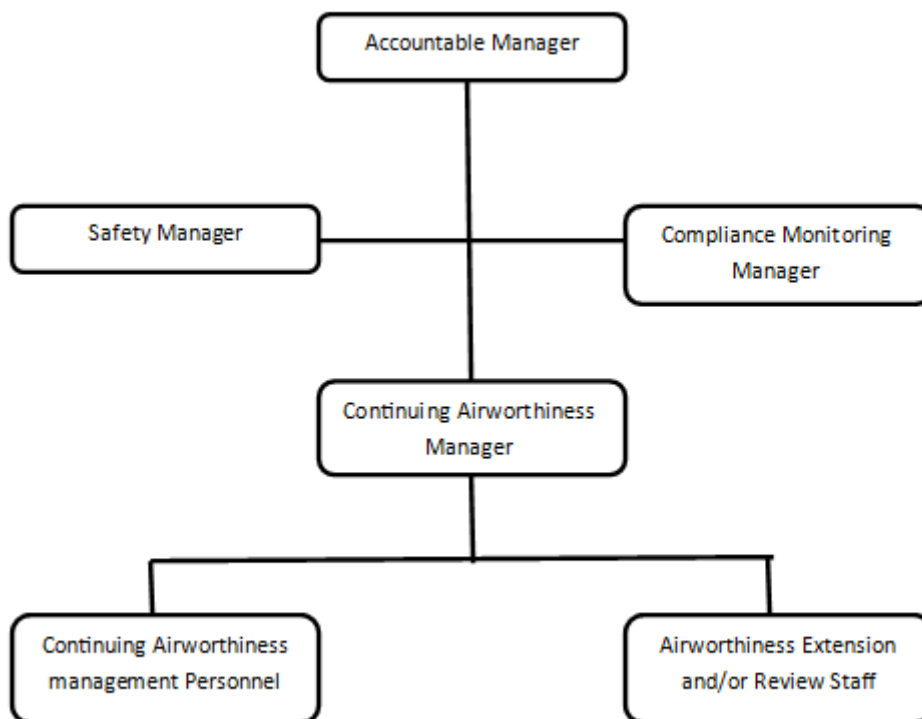 Accountable Manager
Safety Manager
Compliance Monitoring
Manager
Continuing Airworthiness
Manager
Continuing Airworthiness
management Personnel
Airworthiness Extension
and/or Review Staff